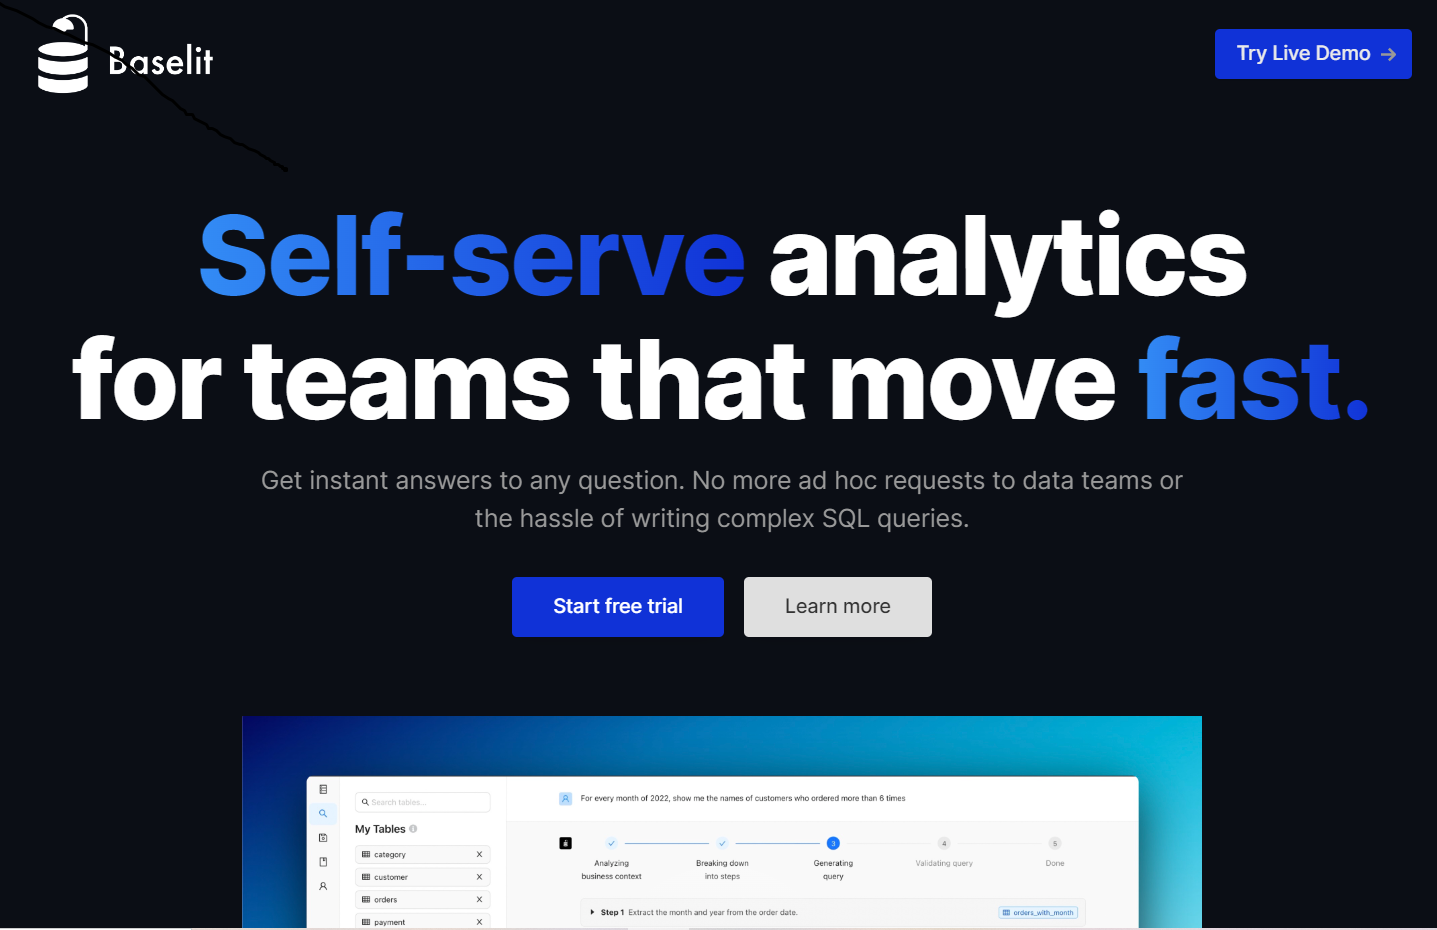 Baselit
Try Live Demo →
Self-serve analytics
for teams that move fast.
Get instant answers to any question. No more ad hoc requests to data teams or
the hassle of writing complex SQL queries.
Start free trial
Learn more
Search tables...
My Tables
category X
customer X
orders X
payment X
For every month of 2022, show me the names of customers who ordered more than 6 times
3 4 5
Analyzing
business context
Breaking down
into steps
Generating
query
Validating query
Done
Step 1 Extract the month and year from the order date.
orders_with_month